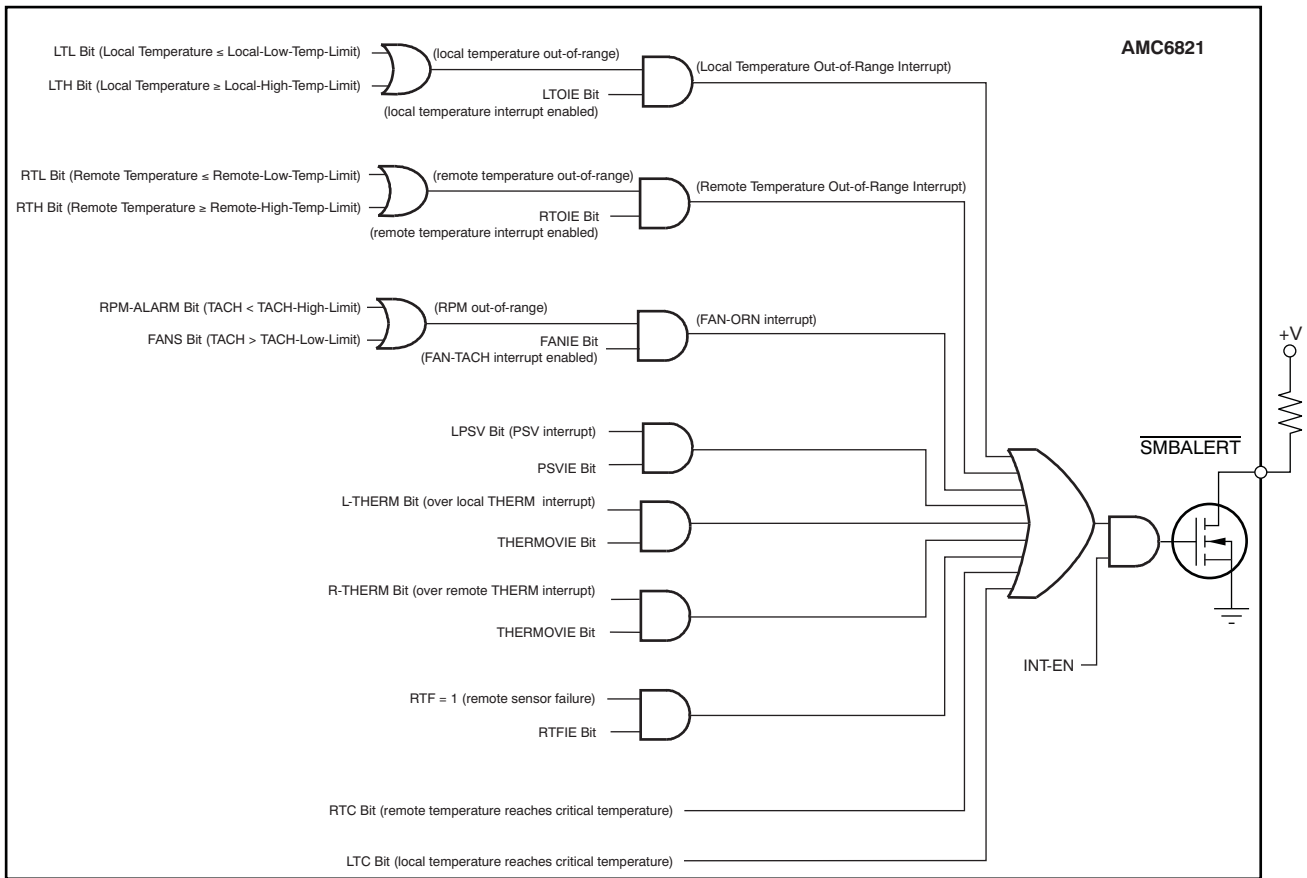 AMC6821
LTL Bit (Local Temperature ≤ Local-Low-Temp-Limit)
(local temperature out-of-range)
(Local Temperature Out-of-Range Interrupt)
LTH Bit (Local Temperature ≥ Local-High-Temp-Limit)
LTOIE Bit
(local temperature interrupt enabled)
RTL Bit (Remote Temperature ≤ Remote-Low-Temp-Limit)
(remote temperature out-of-range)
(Remote Temperature Out-of-Range Interrupt)
RTH Bit (Remote Temperature ≥ Remote-High-Temp-Limit)
RTOIE Bit
(remote temperature interrupt enabled)
RPM-ALARM Bit (TACH < TACH-High-Limit)
(RPM out-of-range)
(FAN-ORN interrupt)
FANS Bit (TACH > TACH-Low-Limit)
FANIE Bit
(FAN-TACH interrupt enabled)
+V
LPSV Bit (PSV interrupt)
SMBALERT
PSVIE Bit
L-THERM Bit (over local THERM interrupt)
THERMOVIE Bit
R-THERM Bit (over remote THERM interrupt)
THERMOVIE Bit
INT-EN
RTF = 1 (remote sensor failure)
RTFIE Bit
RTC Bit (remote temperature reaches critical temperature)
LTC Bit (local temperature reaches critical temperature)